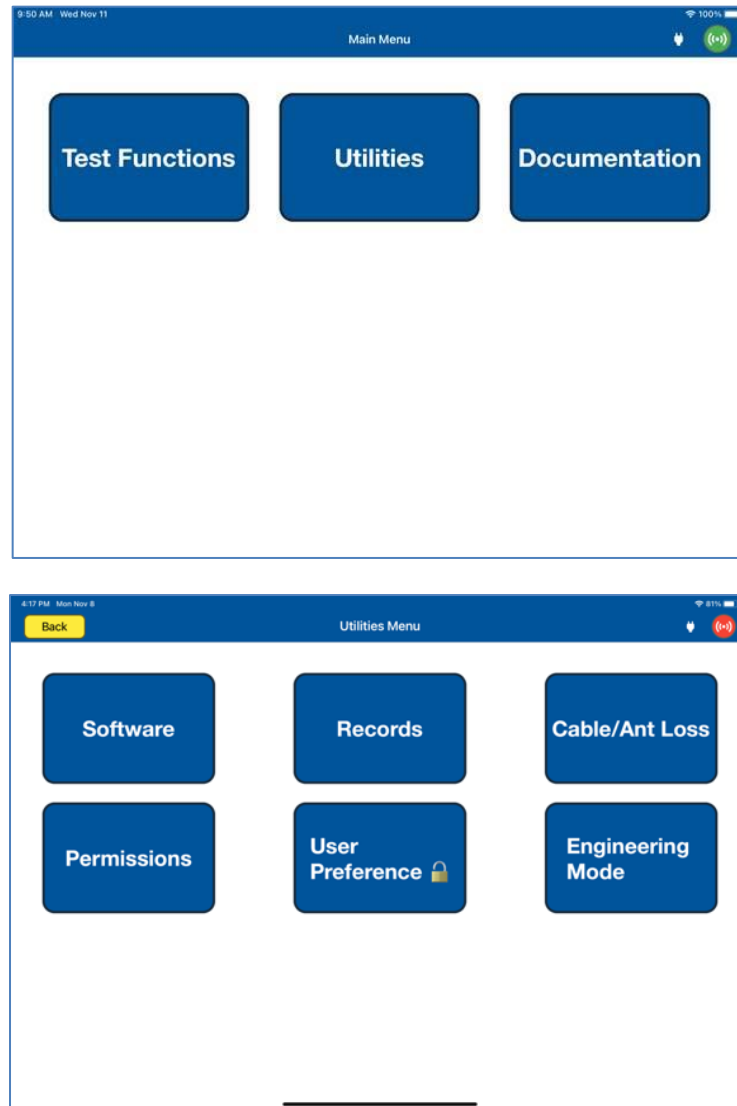 9:50 AM Wed Nov 11
100%
Main Menu
Test Functions
Utilities
Documentation
4:17 PM Mon Nov 8
81%
Back
Utilities Menu
Software
Records
Cable/Ant Loss
Permissions
User
Preference
Engineering
Mode